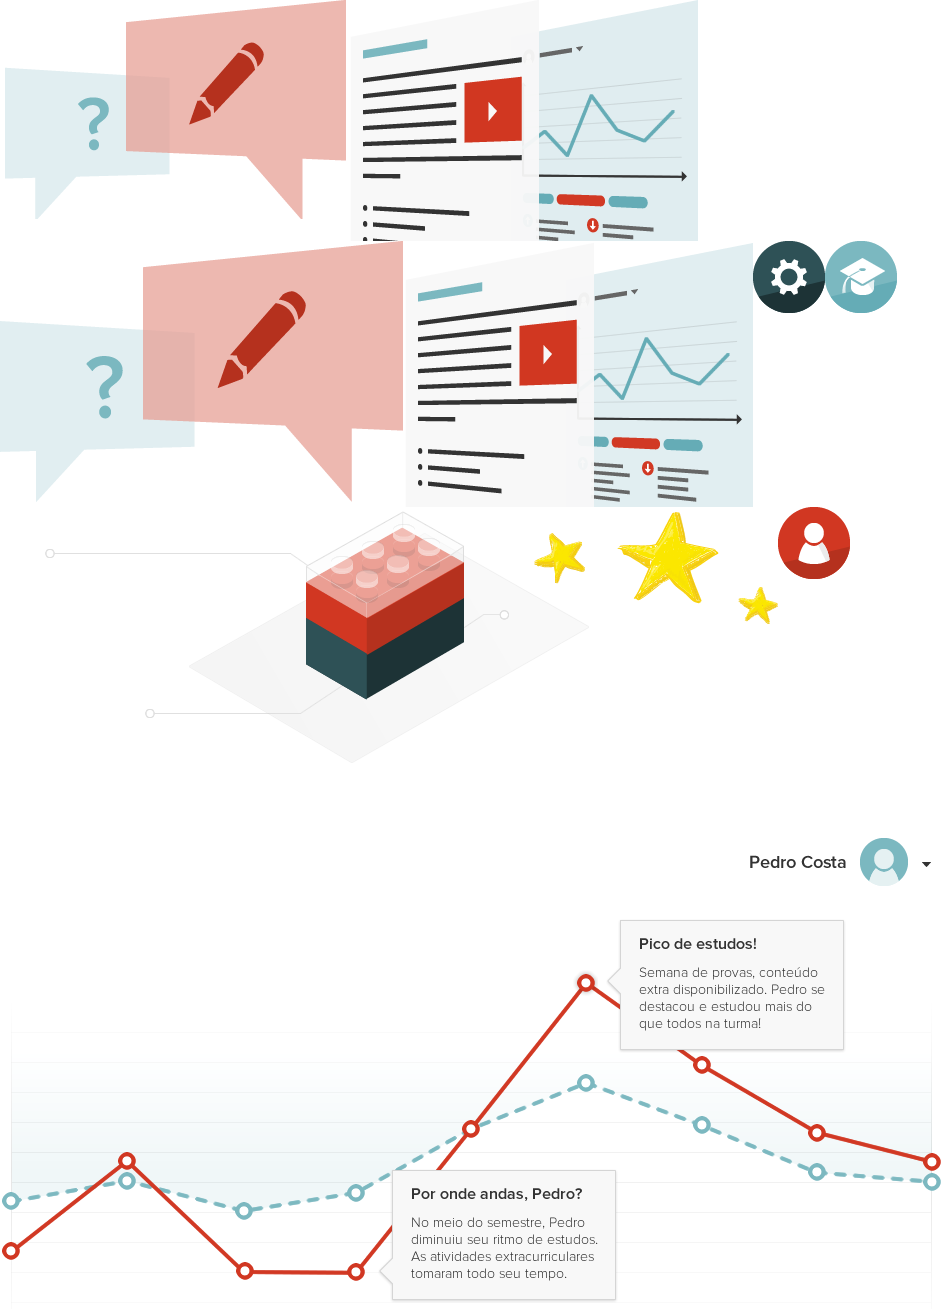 ?
?
Pedro Costa
Pico de estudos!
Semana de provas, conteúdo
extra disponibilizado. Pedro se
destacou e estudou mais do
que todos na turma!
Por onde andas, Pedro?
No meio do semestre, Pedro
diminuiu seu ritmo de estudos.
As atividades extracurriculares
tomaram todo seu tempo.